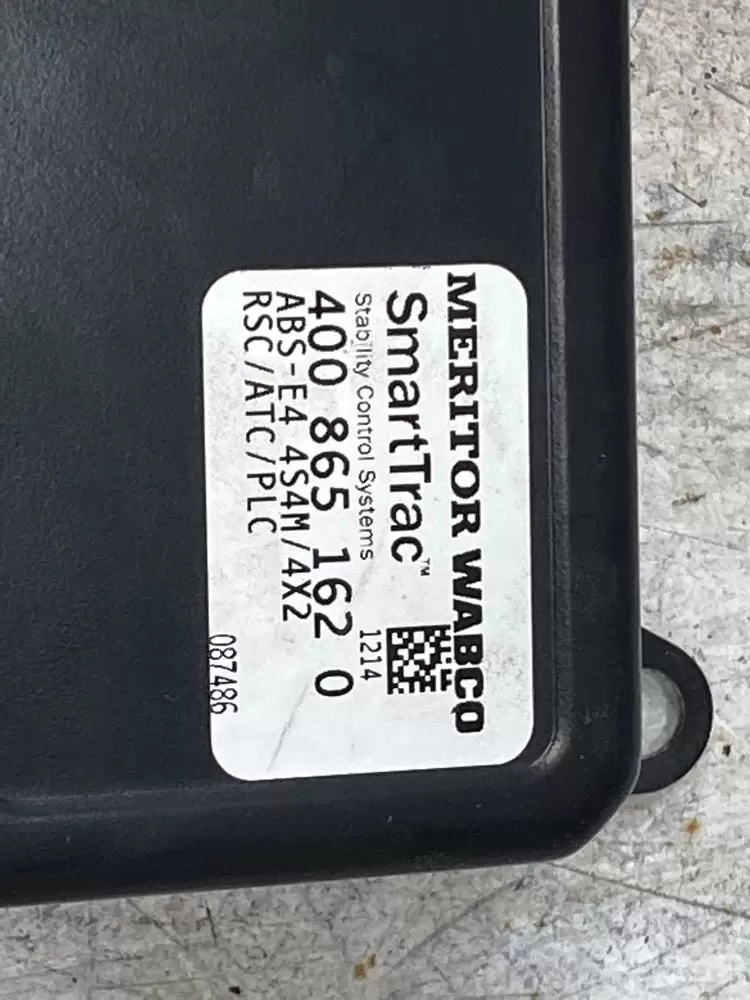 MERITOR WABCO
SmartTrac™
Stability Control Systems
1214
400 865 162 0
ABS-E4 4S4M/4X2
RSC/ATC/PLC
087486